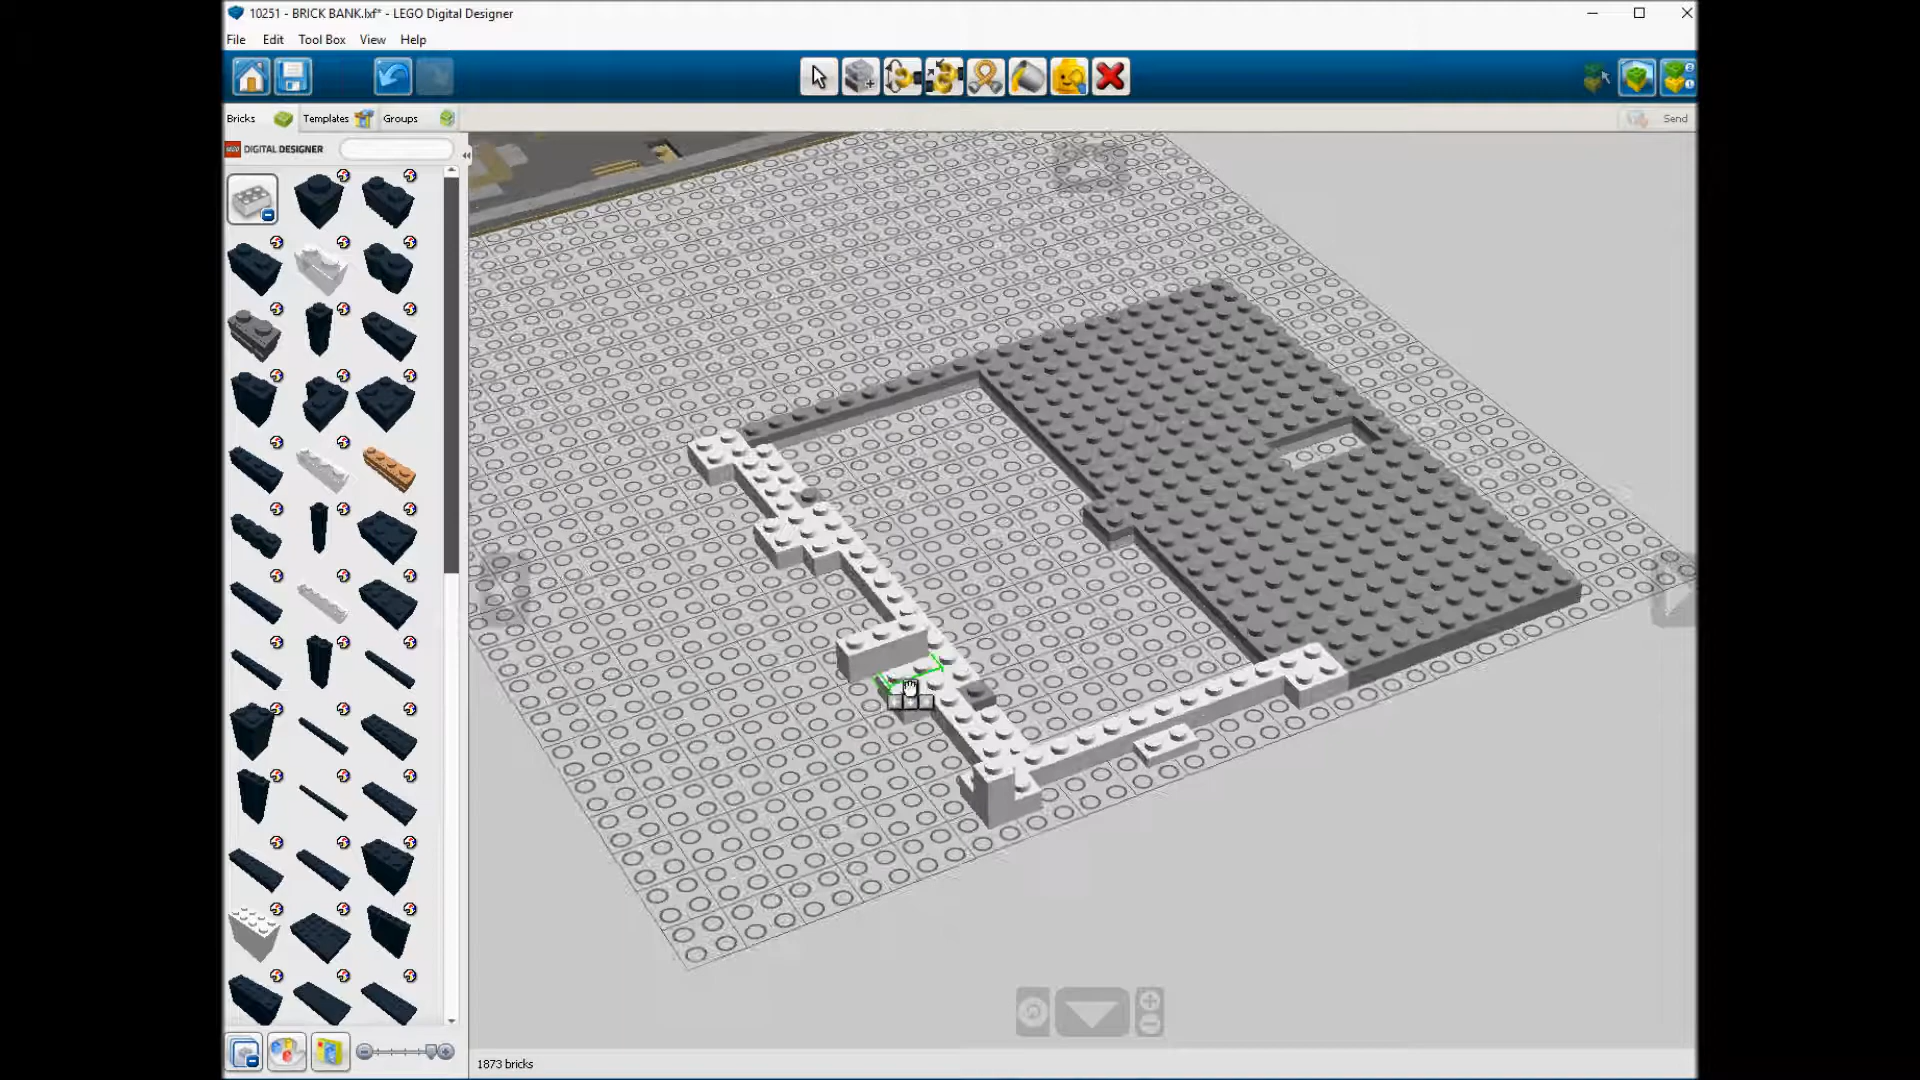 10251 - BRICK BANK.lxf* - LEGO Digital Designer
File Edit Tool Box View Help
Bricks Templates Groups
Send
LEGO DIGITAL DESIGNER
1873 bricks